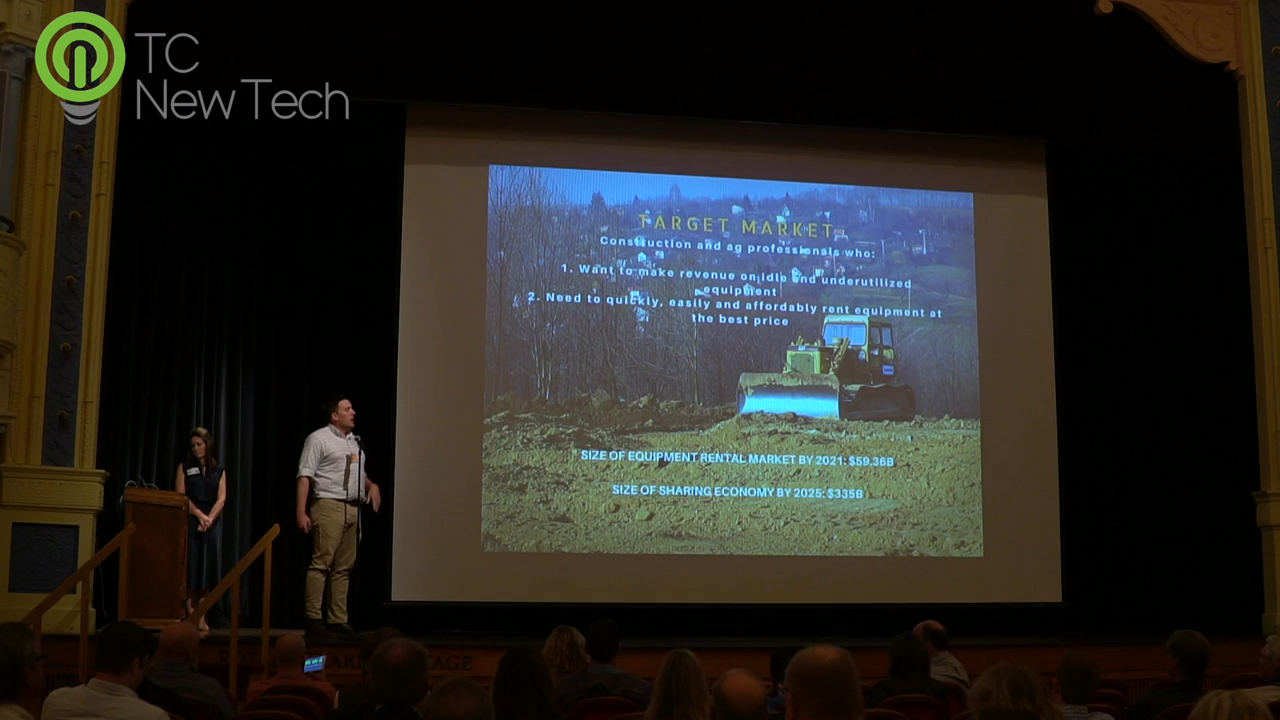 TC
NewTech
TARGET MARKET
Construction and ag professionals who:
1. Want to make revenue on idle and underutilized
equipment
2. Need to quickly, easily and affordably rent equipment at
the best price
SIZE OF EQUIPMENT RENTAL MARKET BY 2021: $59.36B
SIZE OF SHARING ECONOMY BY 2025: $335B